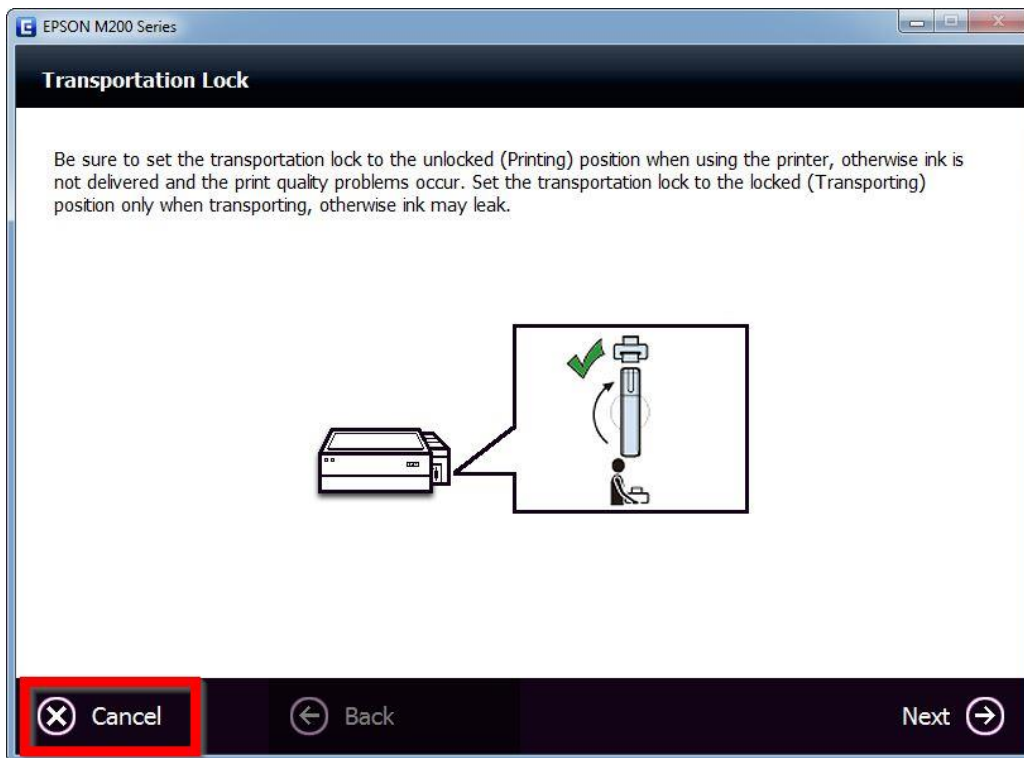 EPSON M200 Series
Transportation Lock
Be sure to set the transportation lock to the unlocked (Printing) position when using the printer, otherwise ink is
not delivered and the print quality problems occur. Set the transportation lock to the locked (Transporting)
position only when transporting, otherwise ink may leak.
Cancel
Back
Next